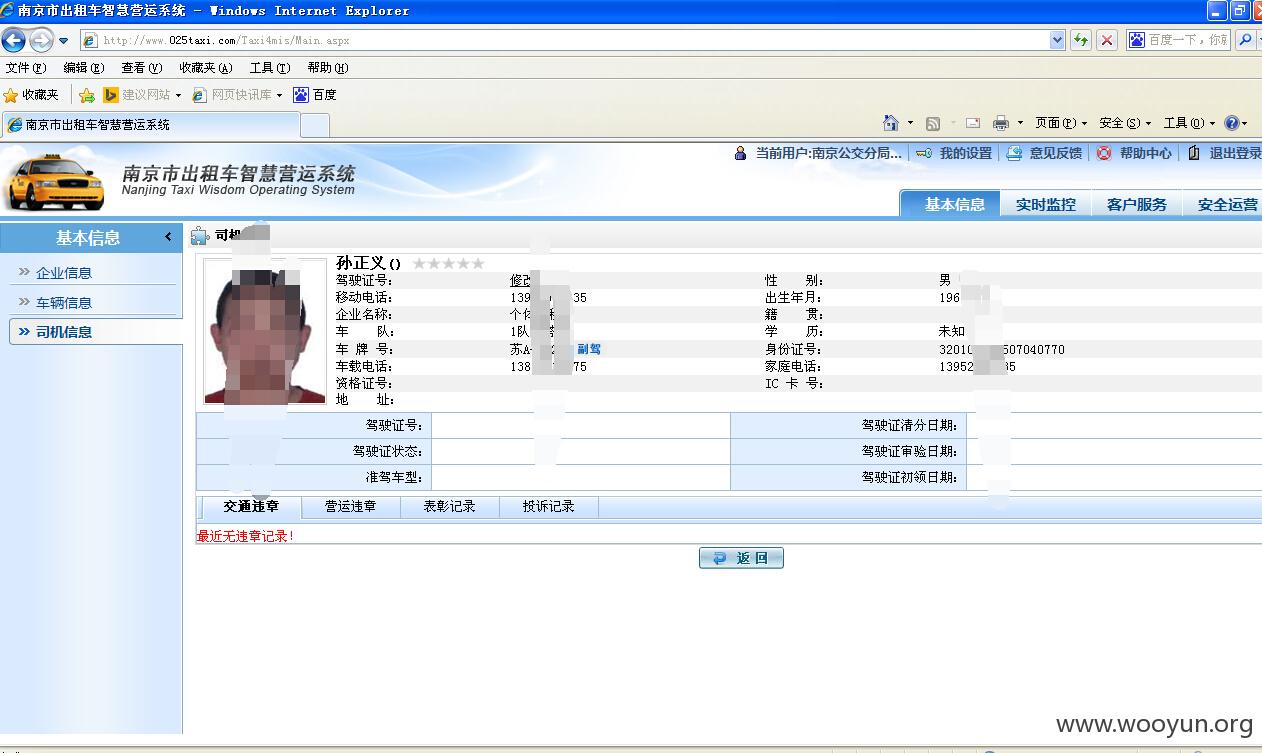 南京市出租车智慧营运系统 - Windows Internet Explorer
http://www.025taxi.com/Taxi4mis/Main.aspx
百度一下，你
文件(F) 编辑(E) 查看(V) 收藏夹(A) 工具(T) 帮助(H)
收藏夹 建议网站 网页快讯库 百度
南京市出租车智慧营运系统
页面(P) 安全(S) 工具(O)
南京市出租车智慧营运系统
Nanjing Taxi Wisdom Operating System
当前用户:南京公交分局... 我的设置 意见反馈 帮助中心 退出登录
基本信息 实时监控 客户服务 安全运营
基本信息
企业信息
车辆信息
司机信息
司机
孙正义()
驾驶证号: 修改 性 别: 男
移动电话: 139 35 出生年月: 196
企业名称: 个体 籍 贯:
车 队: 1队 学 历: 未知
车 牌 号: 苏A 副驾 身份证号: 32010 507040770
车载电话: 138 75 家庭电话: 13952 35
资格证号: IC 卡 号:
地 址:
驾驶证号: 驾驶证清分日期:
驾驶证状态: 驾驶证审验日期:
准驾车型: 驾驶证初领日期:
交通违章 营运违章 表彰记录 投诉记录
最近无违章记录!
返 回
www.wooyun.org